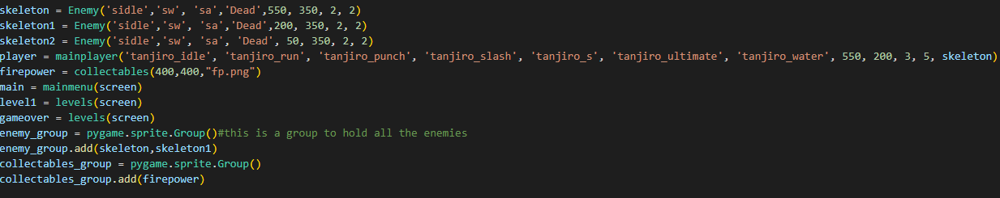 skeleton = Enemy('sidle','sw', 'sa','Dead',550, 350, 2, 2)
skeleton1 = Enemy('sidle','sw', 'sa','Dead',200, 350, 2, 2)
skeleton2 = Enemy('sidle','sw', 'sa', 'Dead', 50, 350, 2, 2)
player = mainplayer('tanjiro_idle', 'tanjiro_run', 'tanjiro_punch', 'tanjiro_slash', 'tanjiro_s', 'tanjiro_ultimate', 'tanjiro_water', 550, 200, 3, 5, skeleton)
firepower = collectables(400,400,"fp.png")
main = mainmenu(screen)
level1 = levels(screen)
gameover = levels(screen)
enemy_group = pygame.sprite.Group()#this is a group to hold all the enemies
enemy_group.add(skeleton,skeleton1)
collectables_group = pygame.sprite.Group()
collectables_group.add(firepower)